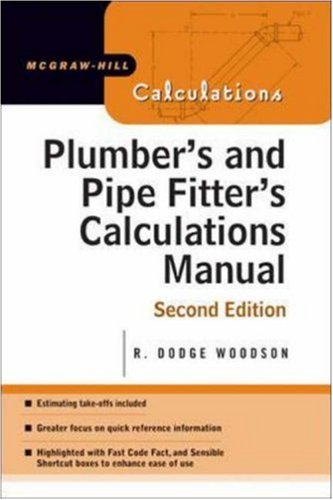 McGRAW-HILL
Calculations
Plumber's and
Pipe Fitter's
Calculations
Manual
Second Edition
R. DODGE WOODSON
Estimating take-offs included
Greater focus on quick reference information
Highlighted with Fast Code Fact, and Sensible
Shortcut boxes to enhance ease of use